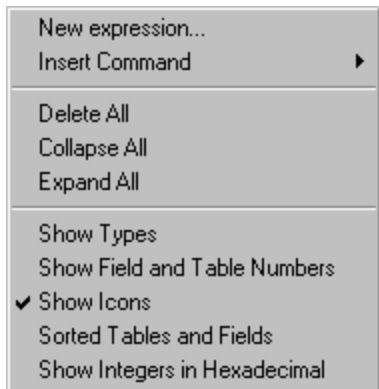 New expression...
Insert Command
Delete All
Collapse All
Expand All
Show Types
Show Field and Table Numbers
Show Icons
Sorted Tables and Fields
Show Integers in Hexadecimal